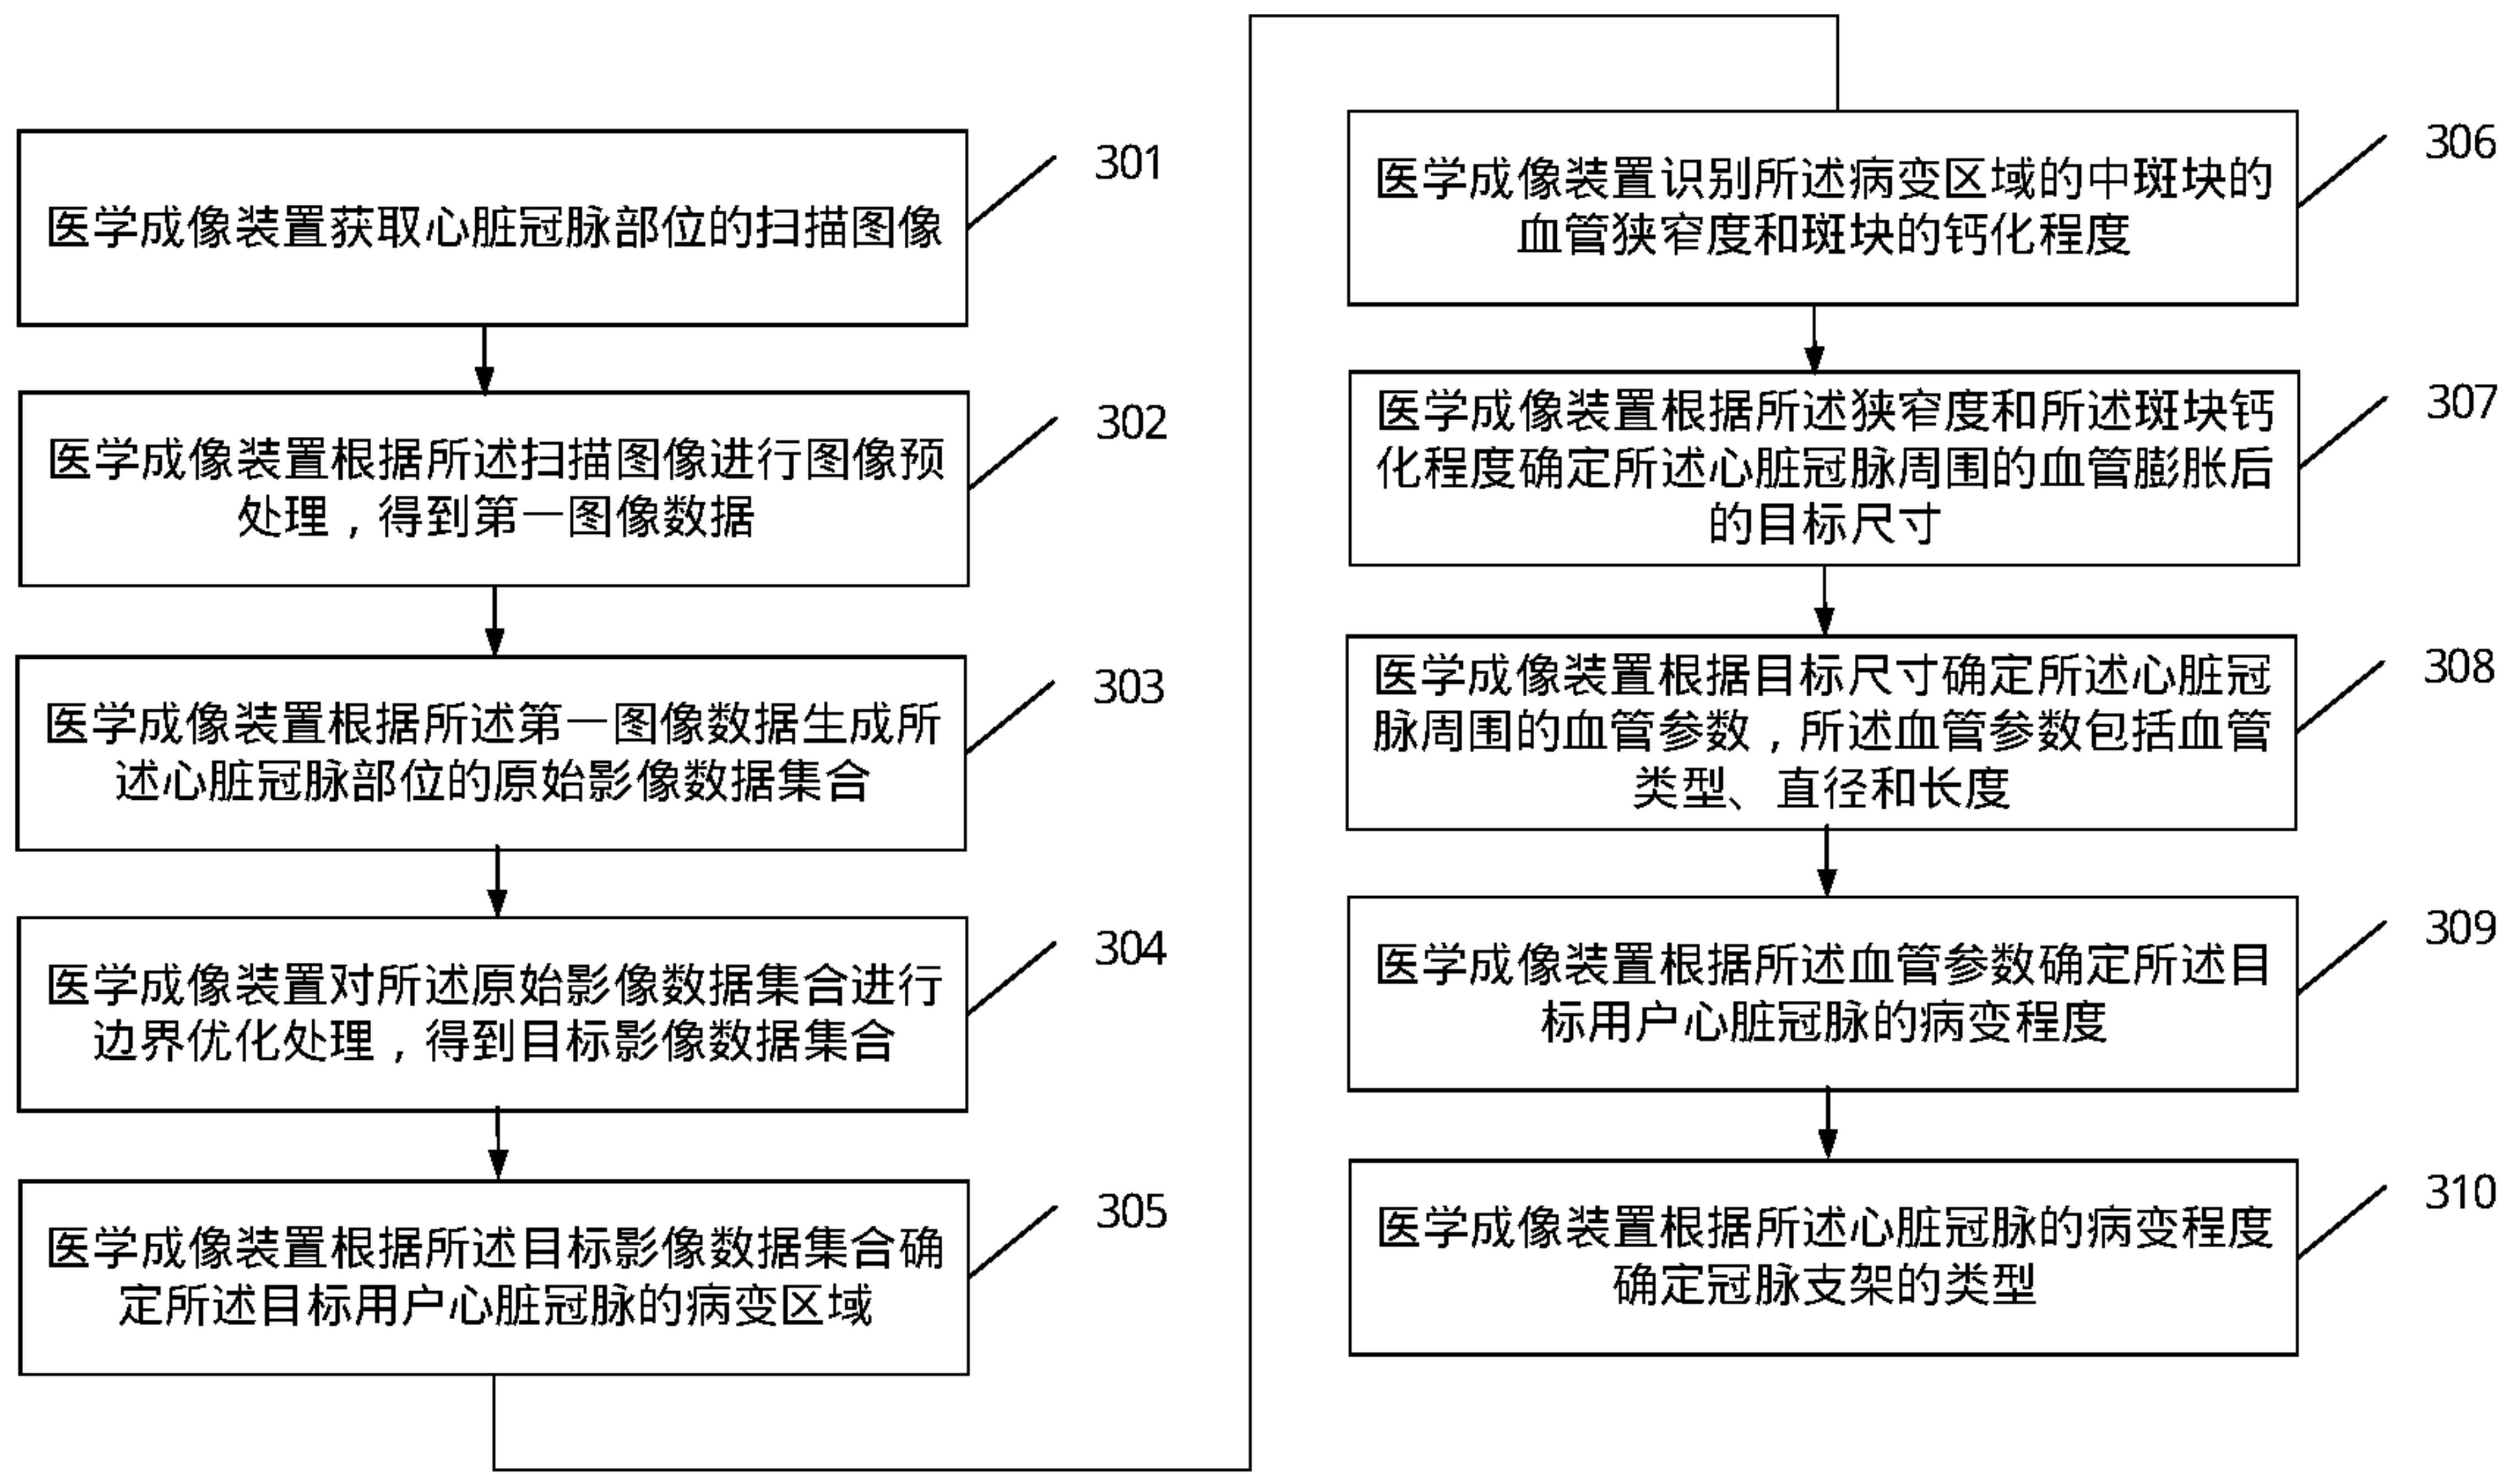 医学成像装置获取心脏冠脉部位的扫描图像
301
医学成像装置根据所述扫描图像进行图像预
处理，得到第一图像数据
302
医学成像装置根据所述第一图像数据生成所
述心脏冠脉部位的原始影像数据集合
303
医学成像装置对所述原始影像数据集合进行
边界优化处理，得到目标影像数据集合
304
医学成像装置根据所述目标影像数据集合确
定所述目标用户心脏冠脉的病变区域
305
医学成像装置识别所述病变区域的中斑块的
血管狭窄度和斑块的钙化程度
306
医学成像装置根据所述狭窄度和所述斑块钙
化程度确定所述心脏冠脉周围的血管膨胀后
的目标尺寸
307
医学成像装置根据目标尺寸确定所述心脏冠
脉周围的血管参数，所述血管参数包括血管
类型、直径和长度
308
医学成像装置根据所述血管参数确定所述目
标用户心脏冠脉的病变程度
309
医学成像装置根据所述心脏冠脉的病变程度
确定冠脉支架的类型
310